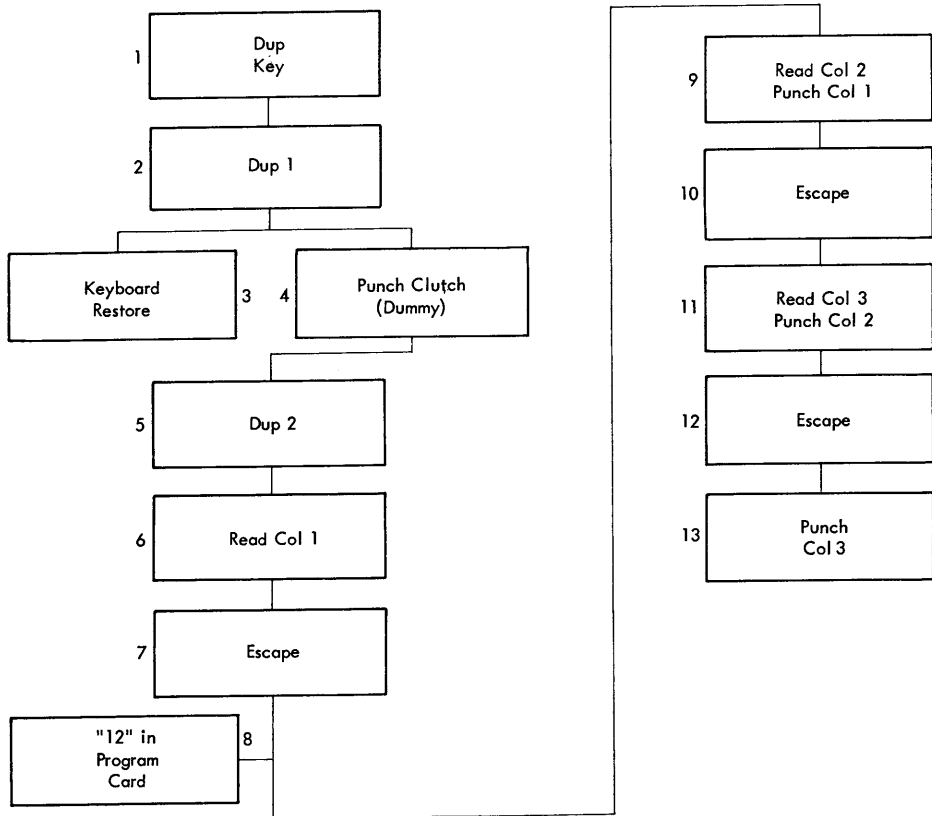 1
Dup
Key
2
Dup 1
Keyboard
Restore
3
4
Punch Clutch
(Dummy)
5
Dup 2
6
Read Col 1
7
Escape
"12" in
Program
Card
8
9
Read Col 2
Punch Col 1
10
Escape
11
Read Col 3
Punch Col 2
12
Escape
13
Punch
Col 3